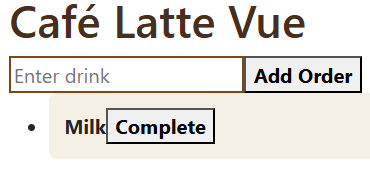 Café Latte Vue
Enter drink Add Order
Milk Complete